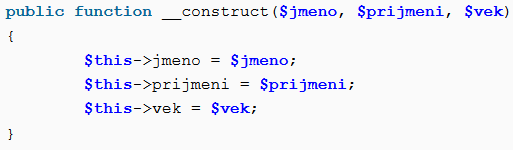 public function __construct($jmeno, $prijmeni, $vek)
{
$this->jmeno = $jmeno;
$this->prijmeni = $prijmeni;
$this->vek = $vek;
}